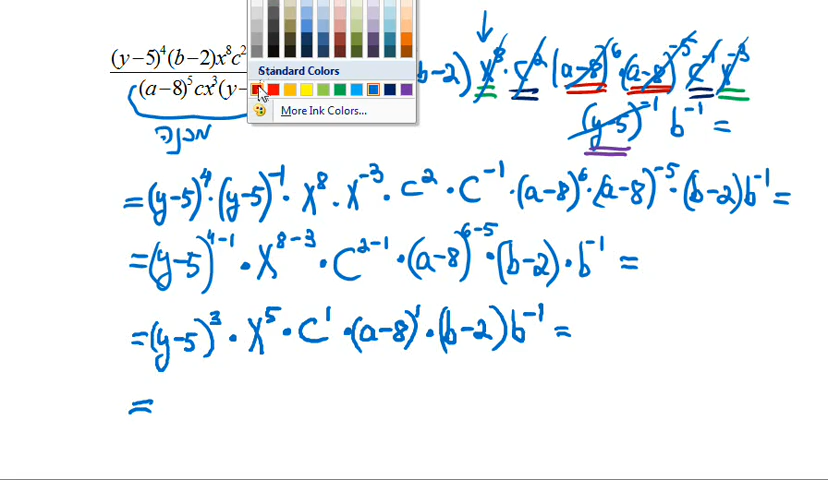 (y−5)⁴(b−2)x⁸c²
(a−8)⁵cx³(y−
מכנה
Standard Colors
More Ink Colors...
b−2) x⁸ · c² (a−8)⁶ · (a−8)⁻⁵ c⁻¹ x⁻³
(y−5)⁻¹ b⁻¹ =
= (y−5)⁴ · (y−5)⁻¹ · x⁸ · x⁻³ · c² · c⁻¹ · (a−8)⁶ · (a−8)⁻⁵ · (b−2)b⁻¹ =
= (y−5)⁴⁻¹ · x⁸⁻³ · c²⁻¹ · (a−8)⁶⁻⁵ · (b−2) · b⁻¹ =
= (y−5)³ · x⁵ · c¹ · (a−8)¹ · (b−2)b⁻¹ =
=